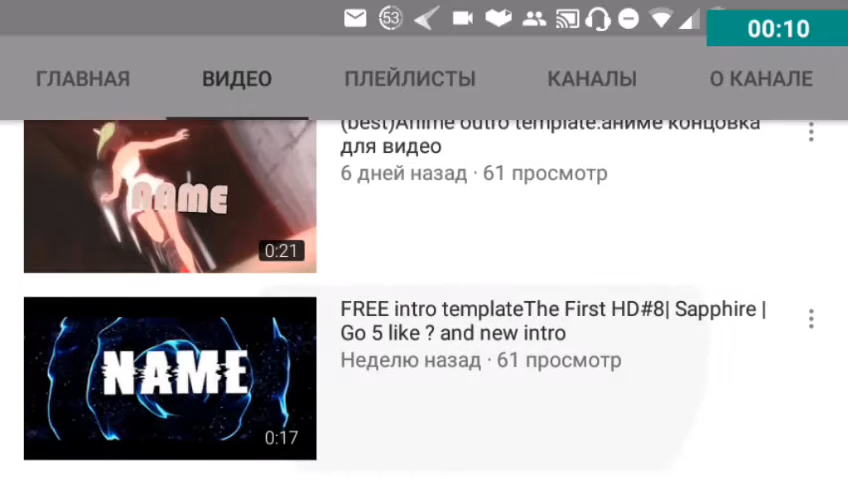 53
00:10
ГЛАВНАЯ ВИДЕО ПЛЕЙЛИСТЫ КАНАЛЫ О КАНАЛЕ
(best)Anime outro template.аниме концовка
для видео
6 дней назад · 61 просмотр
NAME
0:21
FREE intro templateThe First HD#8| Sapphire |
Go 5 like ? and new intro
Неделю назад · 61 просмотр
NAME
0:17